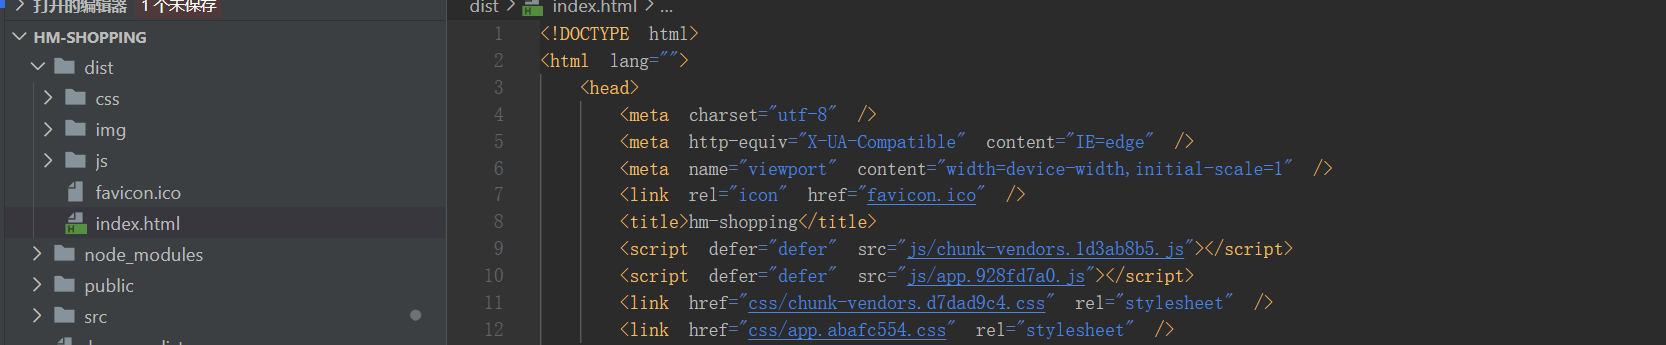 打开的编辑器 1 个未保存
HM-SHOPPING
dist
css
img
js
favicon.ico
index.html
node_modules
public
src
dist > index.html > ...
1 <!DOCTYPE html>
2 <html lang="">
3 <head>
4 <meta charset="utf-8" />
5 <meta http-equiv="X-UA-Compatible" content="IE=edge" />
6 <meta name="viewport" content="width=device-width,initial-scale=1" />
7 <link rel="icon" href="favicon.ico" />
8 <title>hm-shopping</title>
9 <script defer="defer" src="js/chunk-vendors.1d3ab8b5.js"></script>
10 <script defer="defer" src="js/app.928fd7a0.js"></script>
11 <link href="css/chunk-vendors.d7dad9c4.css" rel="stylesheet" />
12 <link href="css/app.abafc554.css" rel="stylesheet" />